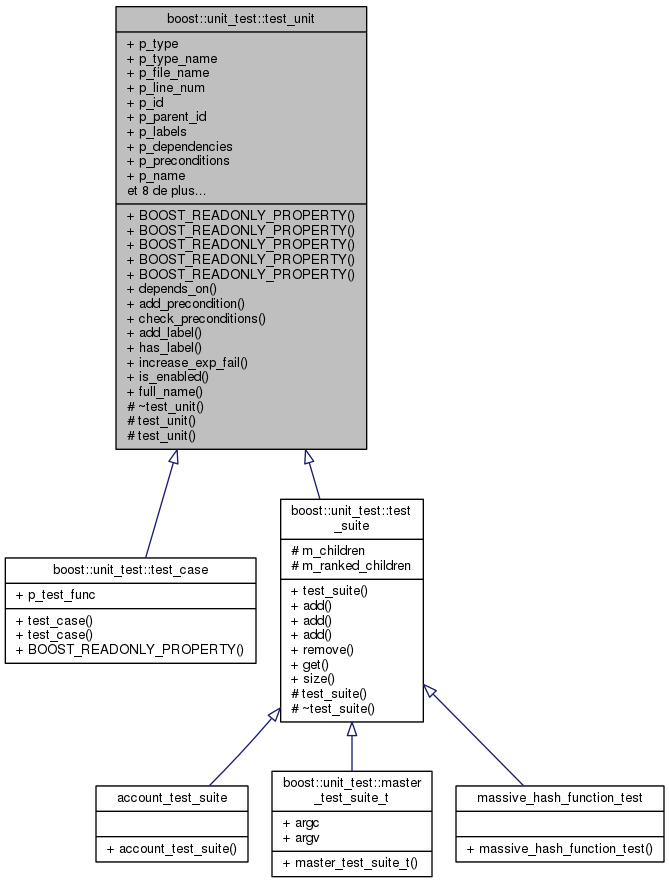 boost::unit_test::test_unit
+ p_type
+ p_type_name
+ p_file_name
+ p_line_num
+ p_id
+ p_parent_id
+ p_labels
+ p_dependencies
+ p_preconditions
+ p_name
et 8 de plus...
+ BOOST_READONLY_PROPERTY()
+ BOOST_READONLY_PROPERTY()
+ BOOST_READONLY_PROPERTY()
+ BOOST_READONLY_PROPERTY()
+ BOOST_READONLY_PROPERTY()
+ depends_on()
+ add_precondition()
+ check_preconditions()
+ add_label()
+ has_label()
+ increase_exp_fail()
+ is_enabled()
+ full_name()
# ~test_unit()
# test_unit()
# test_unit()
boost::unit_test::test_case
+ p_test_func
+ test_case()
+ test_case()
+ BOOST_READONLY_PROPERTY()
boost::unit_test::test
_suite
# m_children
# m_ranked_children
+ test_suite()
+ add()
+ add()
+ add()
+ remove()
+ get()
+ size()
# test_suite()
# ~test_suite()
account_test_suite
+ account_test_suite()
boost::unit_test::master
_test_suite_t
+ argc
+ argv
+ master_test_suite_t()
massive_hash_function_test
+ massive_hash_function_test()